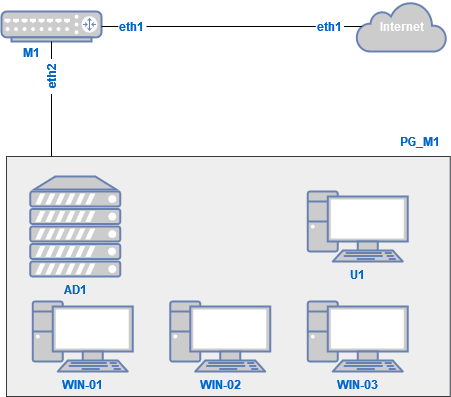 Internet
eth1
eth1
M1
eth2
PG_M1
AD1
U1
WIN-01
WIN-02
WIN-03